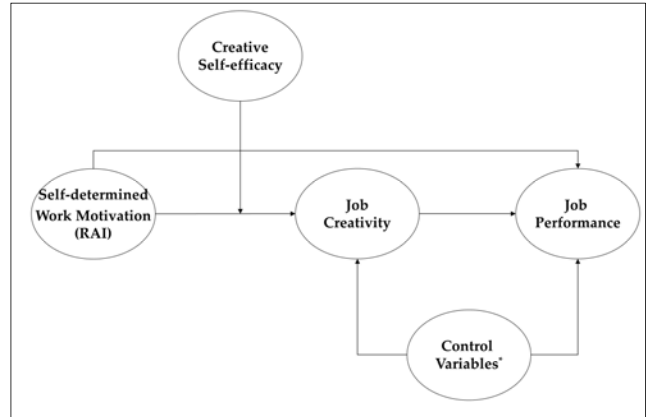 Creative
Self-efficacy
Self-determined
Work Motivation
(RAI)
Job
Creativity
Job
Performance
Control
Variables*